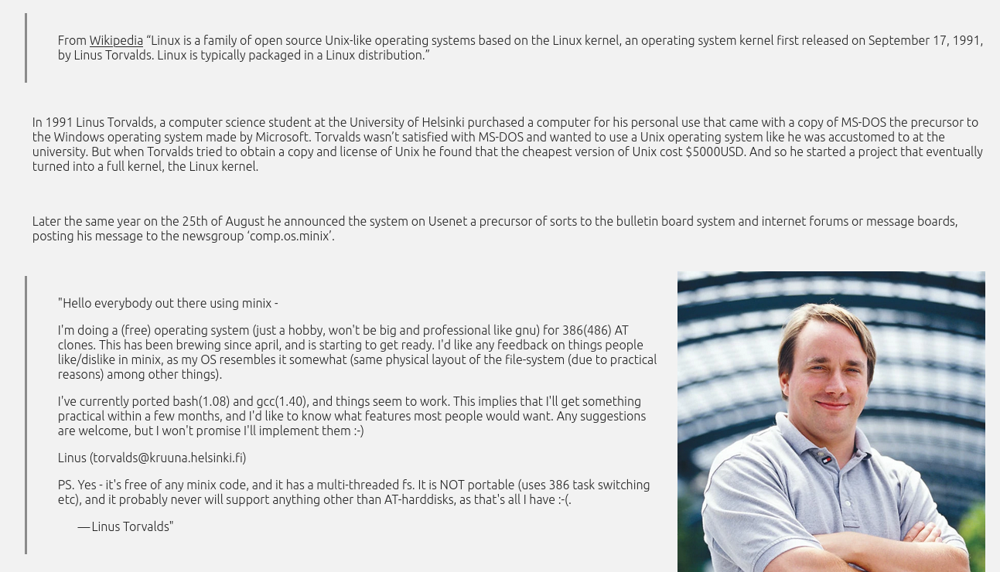 From Wikipedia “Linux is a family of open source Unix-like operating systems based on the Linux kernel, an operating system kernel first released on September 17, 1991,
by Linus Torvalds. Linux is typically packaged in a Linux distribution.”
In 1991 Linus Torvalds, a computer science student at the University of Helsinki purchased a computer for his personal use that came with a copy of MS-DOS the precursor to
the Windows operating system made by Microsoft. Torvalds wasn’t satisfied with MS-DOS and wanted to use a Unix operating system like he was accustomed to at the
university. But when Torvalds tried to obtain a copy and license of Unix he found that the cheapest version of Unix cost $5000USD. And so he started a project that eventually
turned into a full kernel, the Linux kernel.
Later the same year on the 25th of August he announced the system on Usenet a precursor of sorts to the bulletin board system and internet forums or message boards,
posting his message to the newsgroup ‘comp.os.minix’.
"Hello everybody out there using minix -
I'm doing a (free) operating system (just a hobby, won't be big and professional like gnu) for 386(486) AT
clones. This has been brewing since april, and is starting to get ready. I'd like any feedback on things people
like/dislike in minix, as my OS resembles it somewhat (same physical layout of the file-system (due to practical
reasons) among other things).
I've currently ported bash(1.08) and gcc(1.40), and things seem to work. This implies that I'll get something
practical within a few months, and I'd like to know what features most people would want. Any suggestions
are welcome, but I won't promise I'll implement them :-)
Linus (torvalds@kruuna.helsinki.fi)
PS. Yes - it's free of any minix code, and it has a multi-threaded fs. It is NOT portable (uses 386 task switching
etc), and it probably never will support anything other than AT-harddisks, as that's all I have :-(.
—Linus Torvalds"